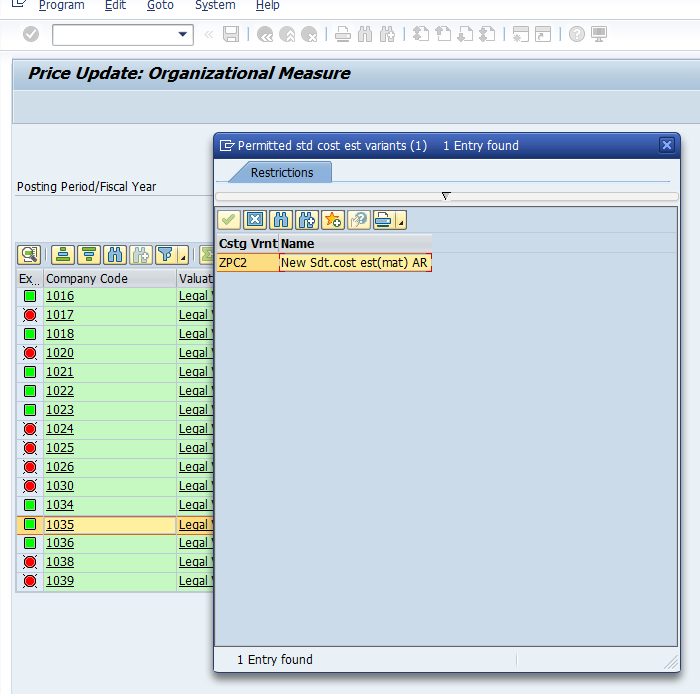 Program Edit Goto System Help
Price Update: Organizational Measure
Permitted std cost est variants (1) 1 Entry found
Restrictions
Posting Period/Fiscal Year
Cstg Vrnt Name
ZPC2 New Sdt.cost est(mat) AR
Ex... Company Code Valuat
1016 Legal
1017 Legal
1018 Legal
1020 Legal
1021 Legal
1022 Legal
1023 Legal
1024 Legal
1025 Legal
1026 Legal
1030 Legal
1034 Legal
1035 Legal
1036 Legal
1038 Legal
1039 Legal
1 Entry found